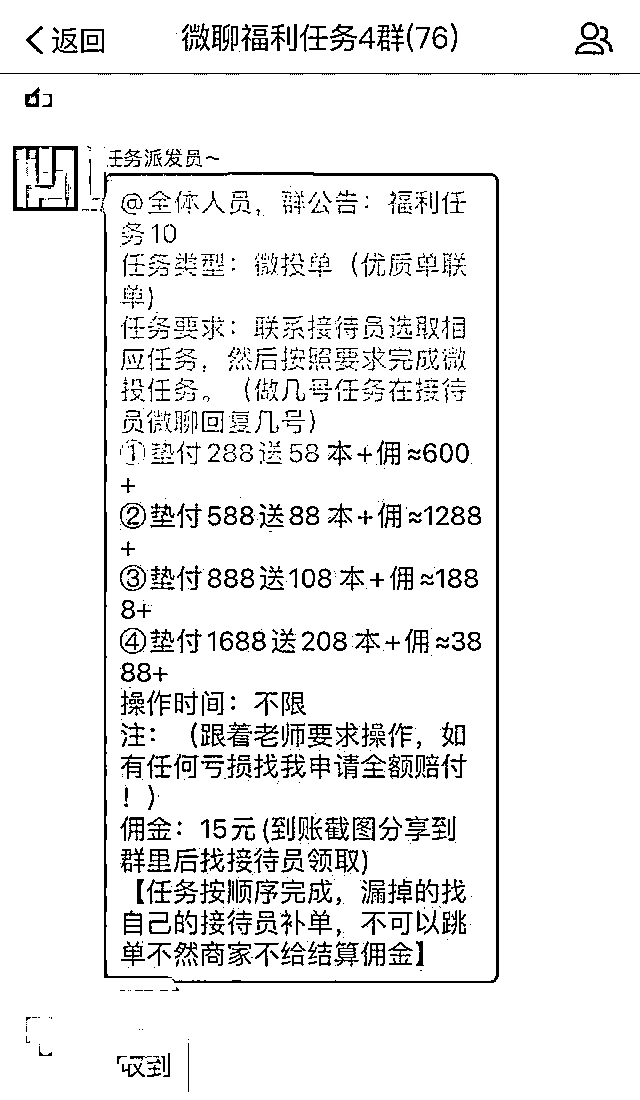 返回 微聊福利任务4群(76)
任务派发员~
@全体人员，群公告：福利任
务10
任务类型：微投单（优质单联
单）
任务要求：联系接待员选取相
应任务，然后按照要求完成微
投任务。（做几号任务在接待
员微聊回复几号）
①垫付288送58 本+佣≈600
+
②垫付588送88 本+佣≈1288
+
③垫付888送108 本+佣≈188
8+
④垫付1688送208 本+佣≈38
88+
操作时间：不限
注：（跟着老师要求操作，如
有任何亏损找我申请全额赔付
！）
佣金：15元(到账截图分享到
群里后找接待员领取)
【任务按顺序完成，漏掉的找
自己的接待员补单，不可以跳
单不然商家不给结算佣金】
收到